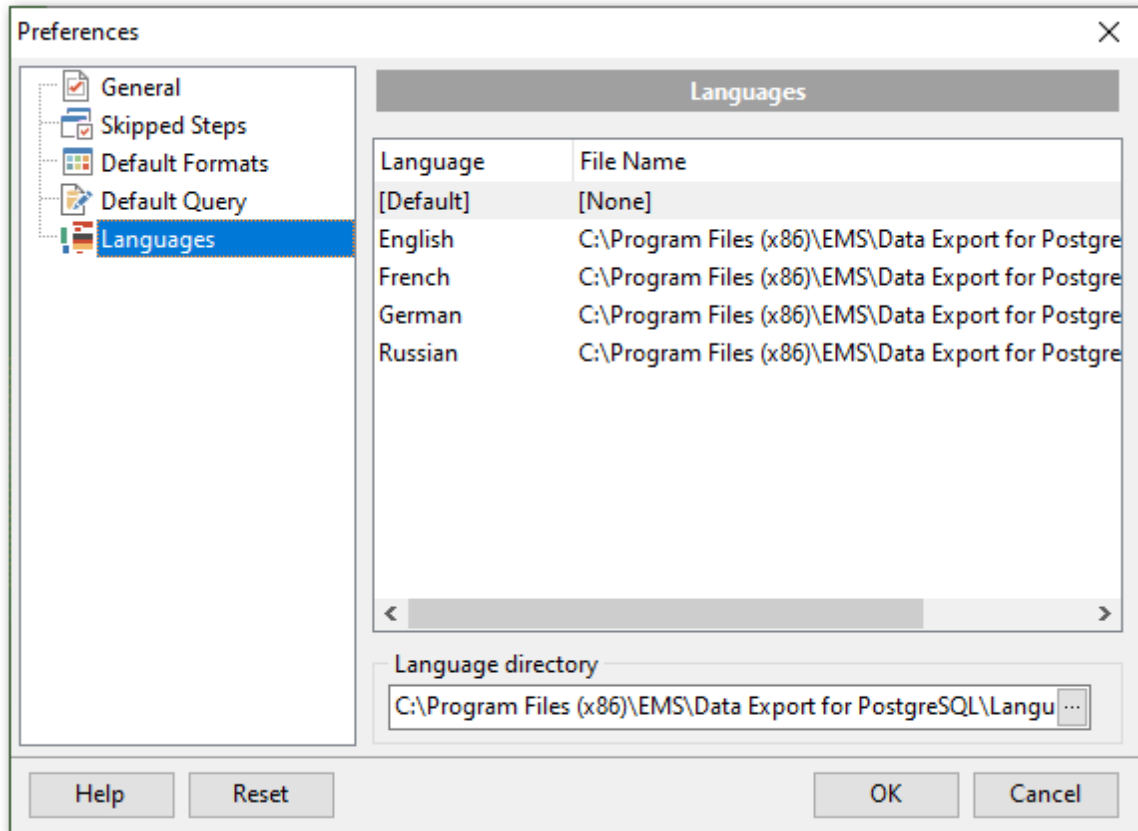 Preferences
General
Skipped Steps
Default Formats
Default Query
Languages
Languages
Language File Name
[Default] [None]
English C:\Program Files (x86)\EMS\Data Export for Postgre
French C:\Program Files (x86)\EMS\Data Export for Postgre
German C:\Program Files (x86)\EMS\Data Export for Postgre
Russian C:\Program Files (x86)\EMS\Data Export for Postgre
Language directory
C:\Program Files (x86)\EMS\Data Export for PostgreSQL\Langu ...
Help Reset OK Cancel